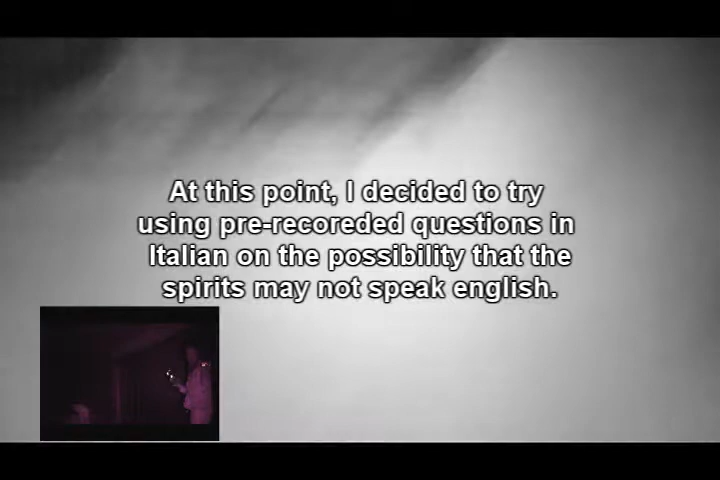 At this point, I decided to try
using pre-recoreded questions in
Italian on the possibility that the
spirits may not speak english.